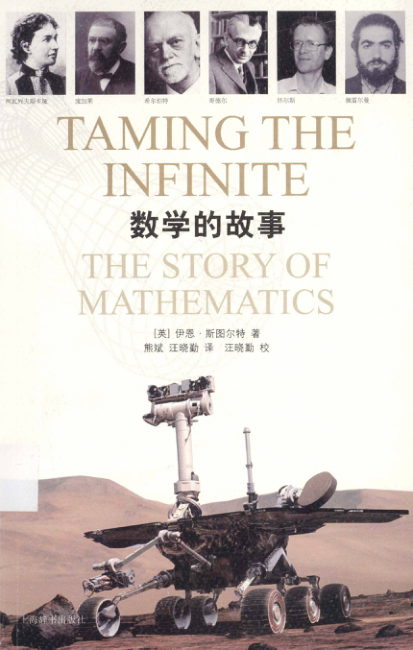 柯瓦列夫斯卡娅
庞加莱
希尔伯特
哥德尔
怀尔斯
佩雷尔曼
TAMING THE
INFINITE
数学的故事
THE STORY OF
MATHEMATICS
[英] 伊恩·斯图尔特 著
熊斌 汪晓勤 译 汪晓勤 校
上海辞书出版社